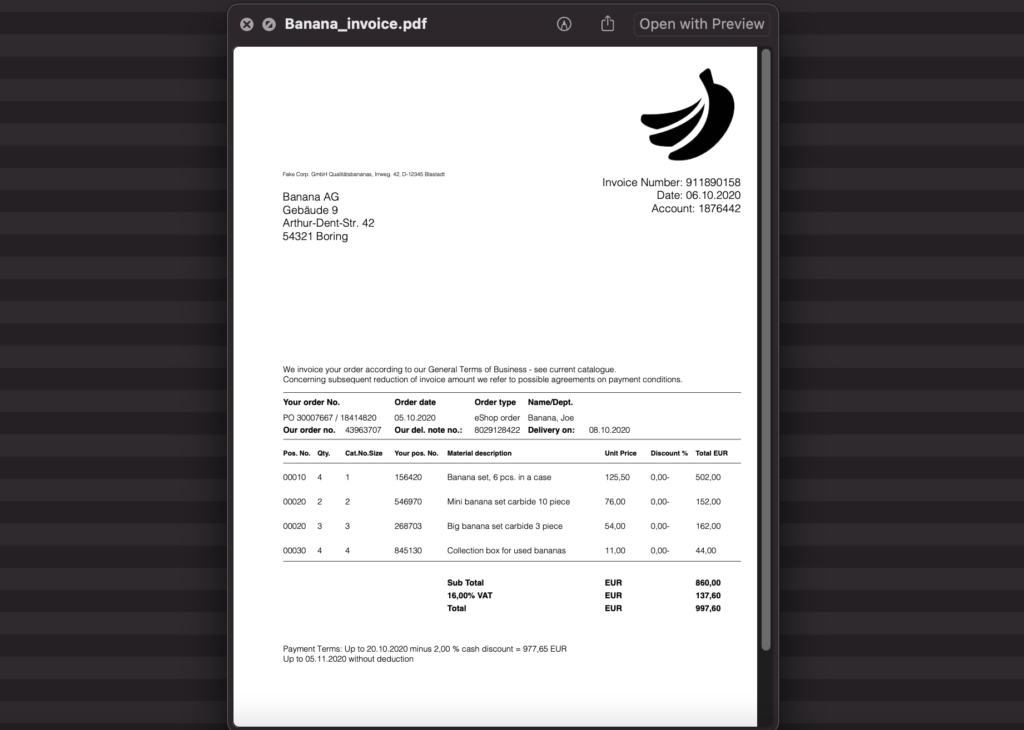 Banana_invoice.pdf
Open with Preview
Fake Corp. GmbH Qualitätsbananas, Irrweg. 42, D-12345 Blastadt
Banana AG
Gebäude 9
Arthur-Dent-Str. 42
54321 Boring
Invoice Number: 911890158
Date: 06.10.2020
Account: 1876442
We invoice your order according to our General Terms of Business - see current catalogue.
Concerning subsequent reduction of invoice amount we refer to possible agreements on payment conditions.
Your order No. Order date Order type Name/Dept.
PO 30007667 / 18414820 05.10.2020 eShop order Banana, Joe
Our order no. 43963707 Our del. note no.: 8029128422 Delivery on: 08.10.2020
Pos. No. Qty. Cat.No.Size Your pos. No. Material description Unit Price Discount % Total EUR
00010 4 1 156420 Banana set, 6 pcs. in a case 125,50 0,00- 502,00
00020 2 2 546970 Mini banana set carbide 10 piece 76,00 0,00- 152,00
00020 3 3 268703 Big banana set carbide 3 piece 54,00 0,00- 162,00
00030 4 4 845130 Collection box for used bananas 11,00 0,00- 44,00
Sub Total EUR 860,00
16,00% VAT EUR 137,60
Total EUR 997,60
Payment Terms: Up to 20.10.2020 minus 2,00 % cash discount = 977,65 EUR
Up to 05.11.2020 without deduction